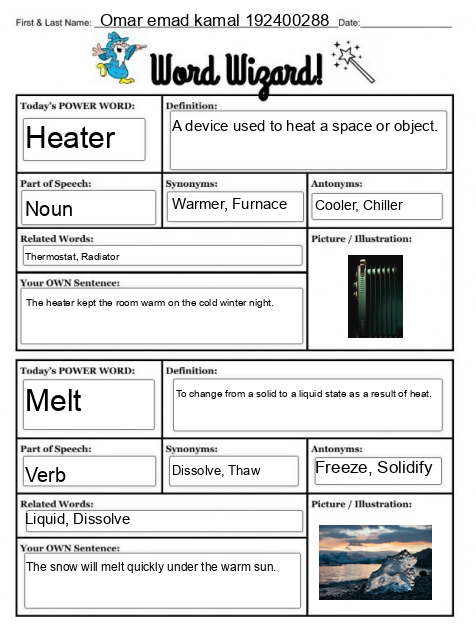 First & Last Name: Omar emad kamal 192400288 Date:
Word Wizard!
Today's POWER WORD: Definition:
Heater A device used to heat a space or object.
Part of Speech: Synonyms: Antonyms:
Noun Warmer, Furnace Cooler, Chiller
Related Words: Picture / Illustration:
Thermostat, Radiator
Your OWN Sentence:
The heater kept the room warm on the cold winter night.
Today's POWER WORD: Definition:
Melt To change from a solid to a liquid state as a result of heat.
Part of Speech: Synonyms: Antonyms:
Verb Dissolve, Thaw Freeze, Solidify
Related Words: Picture / Illustration:
Liquid, Dissolve
Your OWN Sentence:
The snow will melt quickly under the warm sun.